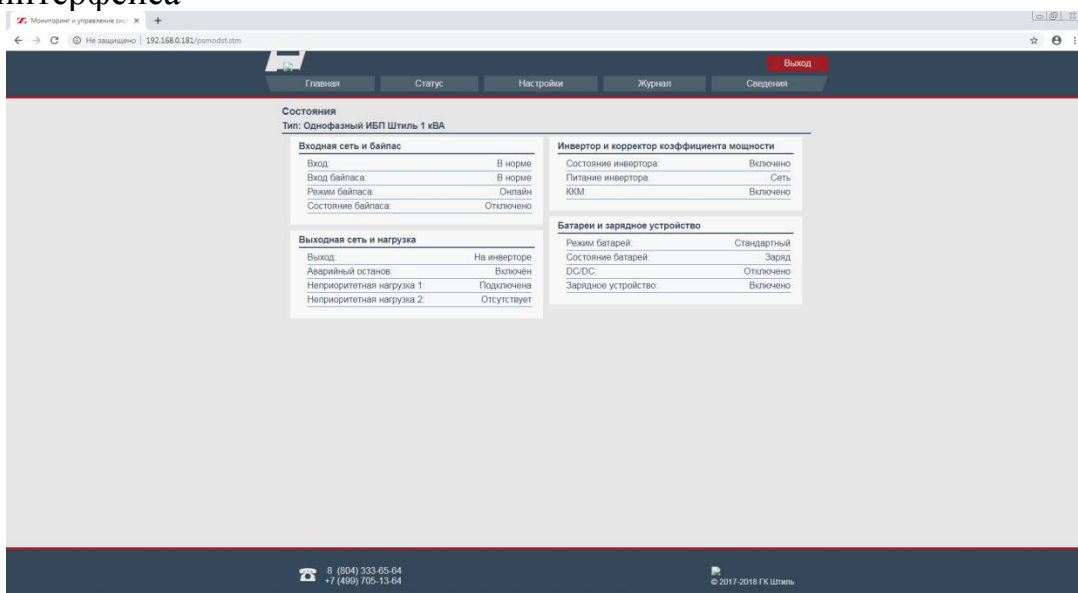 интерфейса
Мониторинг и управление сис
Не защищено | 192.168.0.181/psmodst.stm
Выход
Главная Статус Настройки Журнал Сведения
Состояния
Тип: Однофазный ИБП Штиль 1 кВА
Входная сеть и байпас
Вход: В норме
Вход байпаса: В норме
Режим байпаса: Онлайн
Состояние байпаса: Отключено
Выходная сеть и нагрузка
Выход: На инверторе
Аварийный останов: Включён
Неприоритетная нагрузка 1: Подключена
Неприоритетная нагрузка 2: Отсутствует
Инвертор и корректор коэффициента мощности
Состояние инвертора: Включено
Питание инвертора: Сеть
ККМ: Включено
Батареи и зарядное устройство
Режим батарей: Стандартный
Состояние батарей: Заряд
DC/DC: Отключено
Зарядное устройство: Включено
8 (804) 333-65-64
+7 (499) 705-13-64
© 2017-2018 ГК Штиль